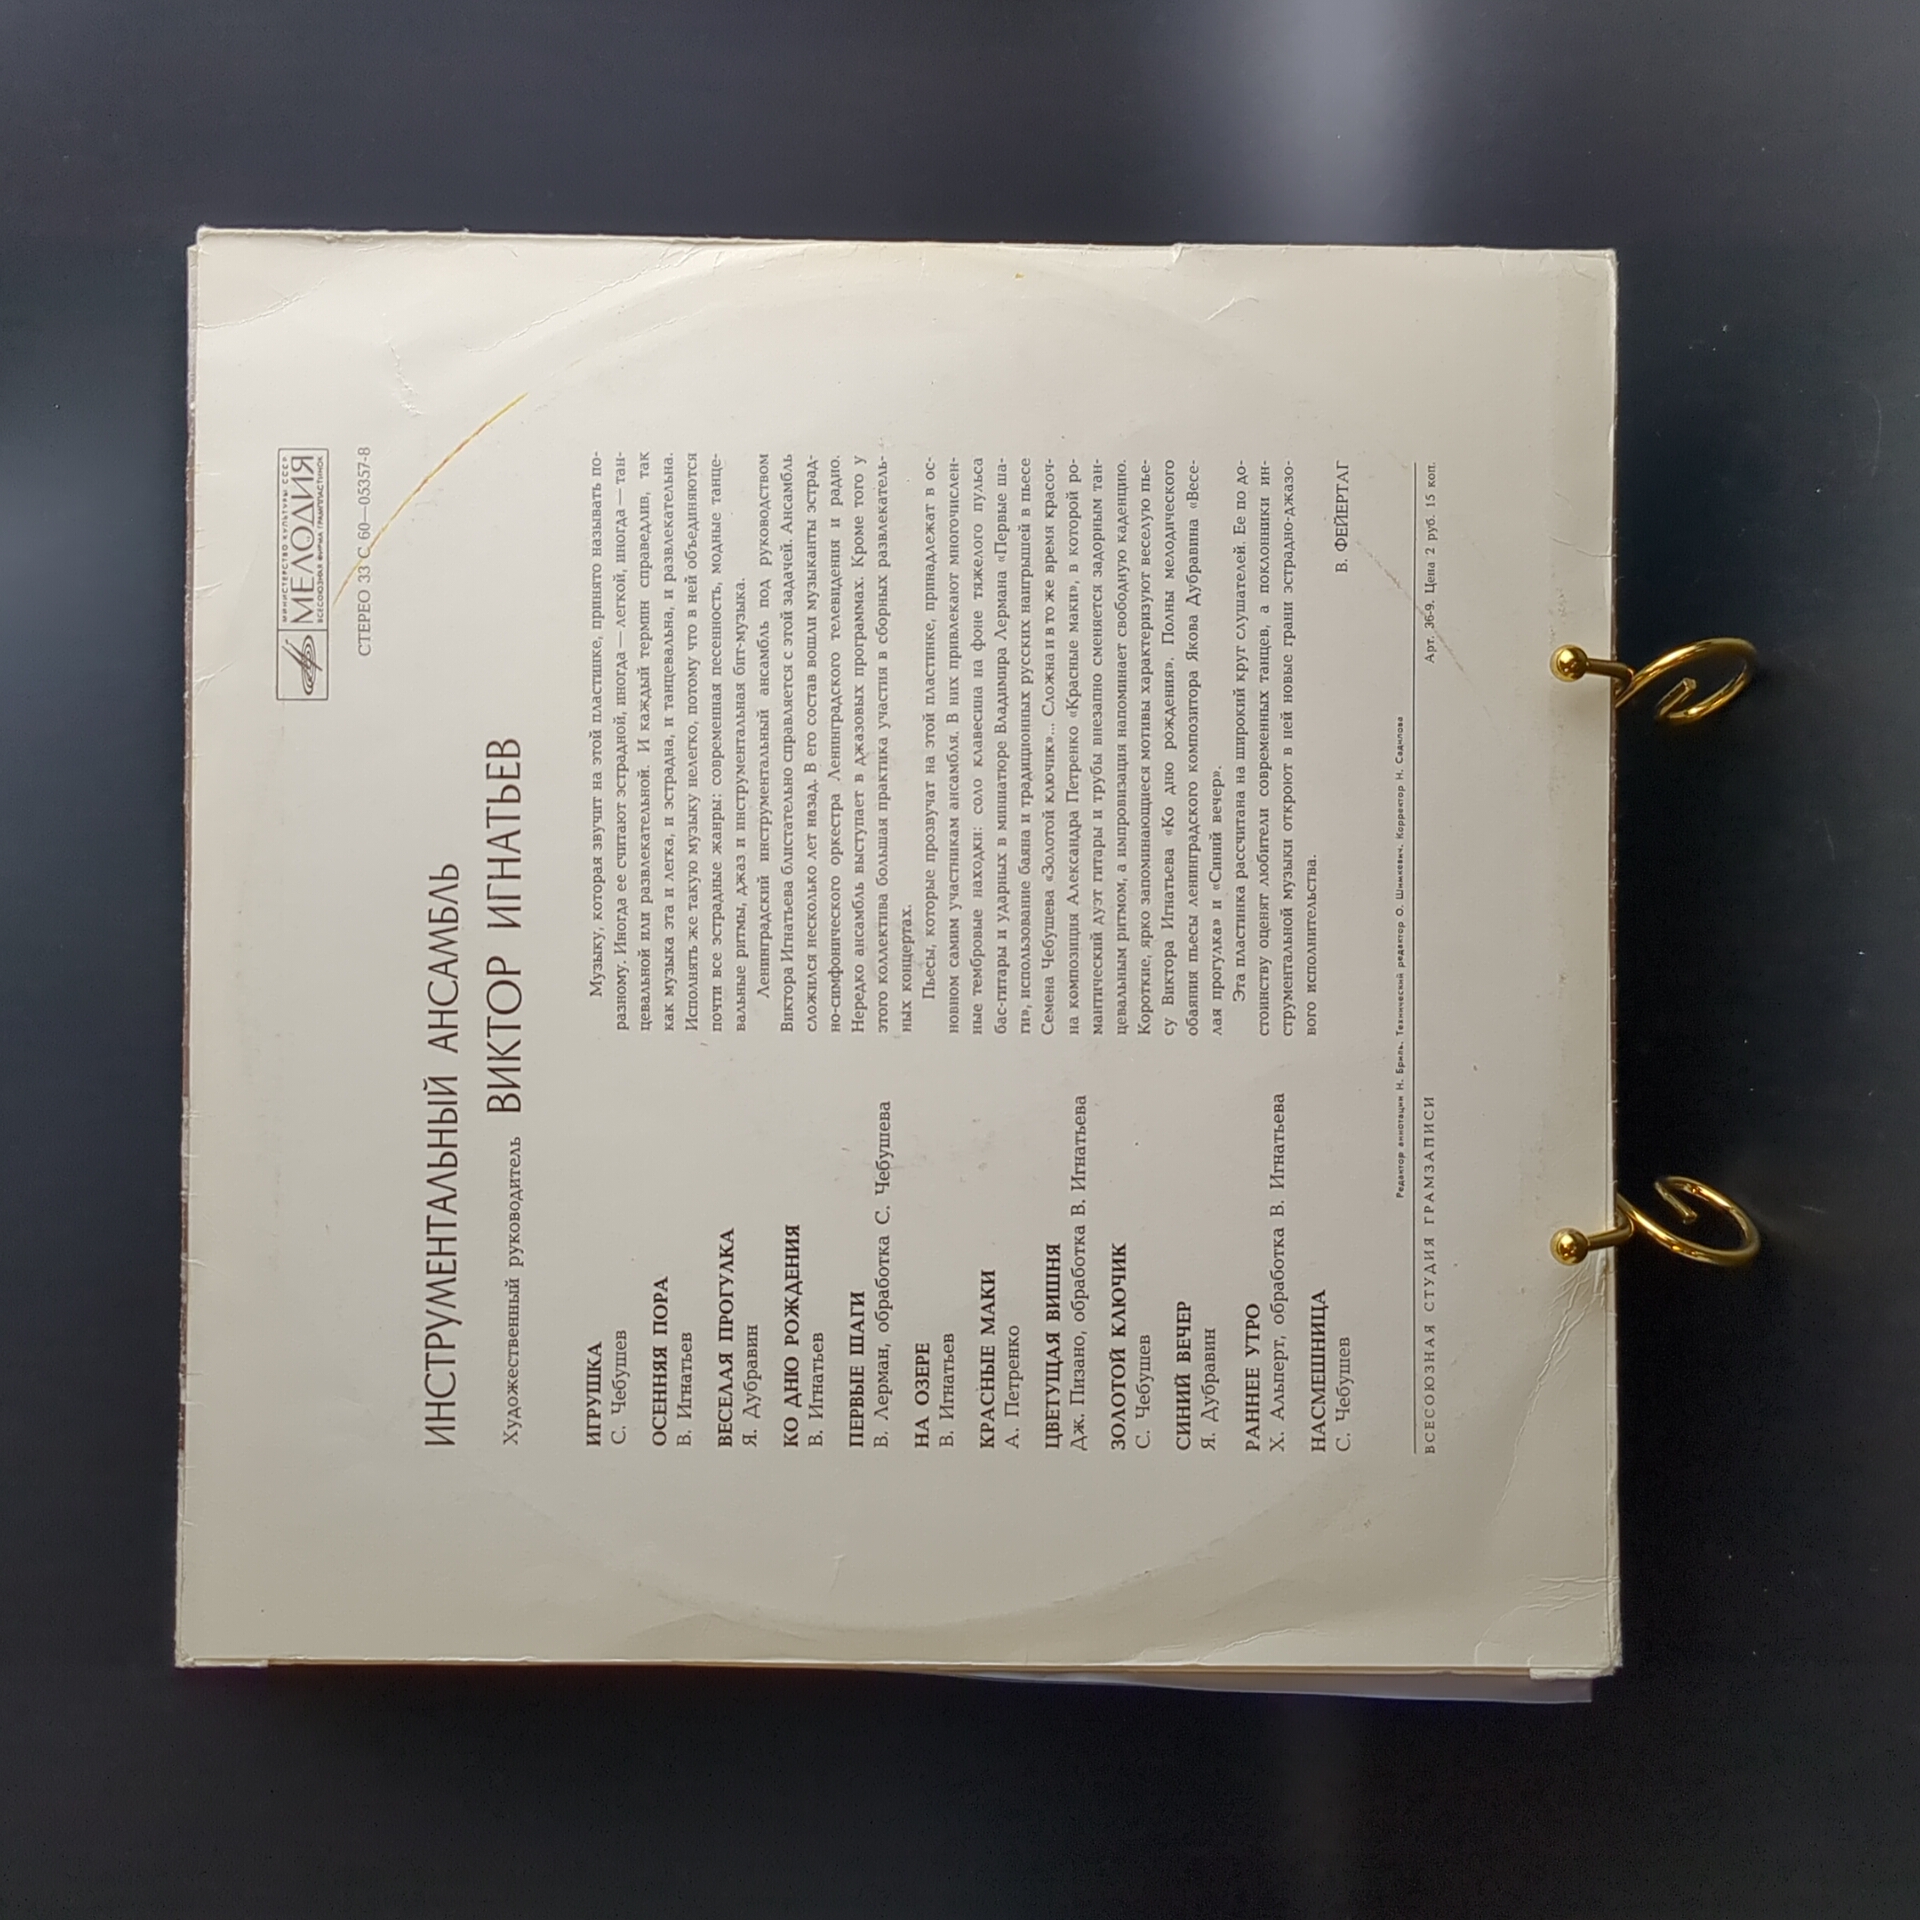 МИНИСТЕРСТВО КУЛЬТУРЫ СССР
МЕЛОДИЯ
ВСЕСОЮЗНАЯ ФИРМА ГРАМПЛАСТИНОК
СТЕРЕО 33 С 60—05357-8
ИНСТРУМЕНТАЛЬНЫЙ АНСАМБЛЬ
Художественный руководитель ВИКТОР ИГНАТЬЕВ
ИГРУШКА
С. Чебушев
ОСЕННЯЯ ПОРА
В. Игнатьев
ВЕСЕЛАЯ ПРОГУЛКА
Я. Дубравин
КО ДНЮ РОЖДЕНИЯ
В. Игнатьев
ПЕРВЫЕ ШАГИ
В. Лерман, обработка С. Чебушева
НА ОЗЕРЕ
В. Игнатьев
КРАСНЫЕ МАКИ
А. Петренко
ЦВЕТУЩАЯ ВИШНЯ
Дж. Пизано, обработка В. Игнатьева
ЗОЛОТОЙ КЛЮЧИК
С. Чебушев
СИНИЙ ВЕЧЕР
Я. Дубравин
РАННЕЕ УТРО
Х. Альперт, обработка В. Игнатьева
НАСМЕШНИЦА
С. Чебушев
Музыку, которая звучит на этой пластинке, принято называть по-
разному. Иногда ее считают эстрадной, иногда — легкой, иногда — тан-
цевальной или развлекательной. И каждый термин справедлив, так
как музыка эта и легка, и эстрадна, и танцевальна, и развлекательна.
Исполнять же такую музыку нелегко, потому что в ней объединяются
почти все эстрадные жанры: современная песенность, модные танце-
вальные ритмы, джаз и инструментальная бит-музыка.
Ленинградский инструментальный ансамбль под руководством
Виктора Игнатьева блистательно справляется с этой задачей. Ансамбль
сложился несколько лет назад. В его состав вошли музыканты эстрад-
но-симфонического оркестра Ленинградского телевидения и радио.
Нередко ансамбль выступает в джазовых программах. Кроме того у
этого коллектива большая практика участия в сборных развлекатель-
ных концертах.
Пьесы, которые прозвучат на этой пластинке, принадлежат в ос-
новном самим участникам ансамбля. В них привлекают многочислен-
ные тембровые находки: соло клавесина на фоне тяжелого пульса
бас-гитары и ударных в миниатюре Владимира Лермана «Первые ша-
ги», использование баяна и традиционных русских наигрышей в пьесе
Семена Чебушева «Золотой ключик»... Сложна и в то же время красоч-
на композиция Александра Петренко «Красные маки», в которой ро-
мантический дуэт гитары и трубы внезапно сменяется задорным тан-
цевальным ритмом, а импровизация напоминает свободную каденцию.
Короткие, ярко запоминающиеся мотивы характеризуют веселую пье-
су Виктора Игнатьева «Ко дню рождения». Полны мелодического
обаяния пьесы ленинградского композитора Якова Дубравина «Весе-
лая прогулка» и «Синий вечер».
Эта пластинка рассчитана на широкий круг слушателей. Ее по до-
стоинству оценят любители современных танцев, а поклонники ин-
струментальной музыки откроют в ней новые грани эстрадно-джазо-
вого исполнительства.
В. ФЕЙЕРТАГ
Редактор аннотации Н. Бриль. Технический редактор О. Шимкевич. Корректор Н. Садилова
ВСЕСОЮЗНАЯ СТУДИЯ ГРАМЗАПИСИ
Арт. 36-9. Цена 2 руб. 15 коп.